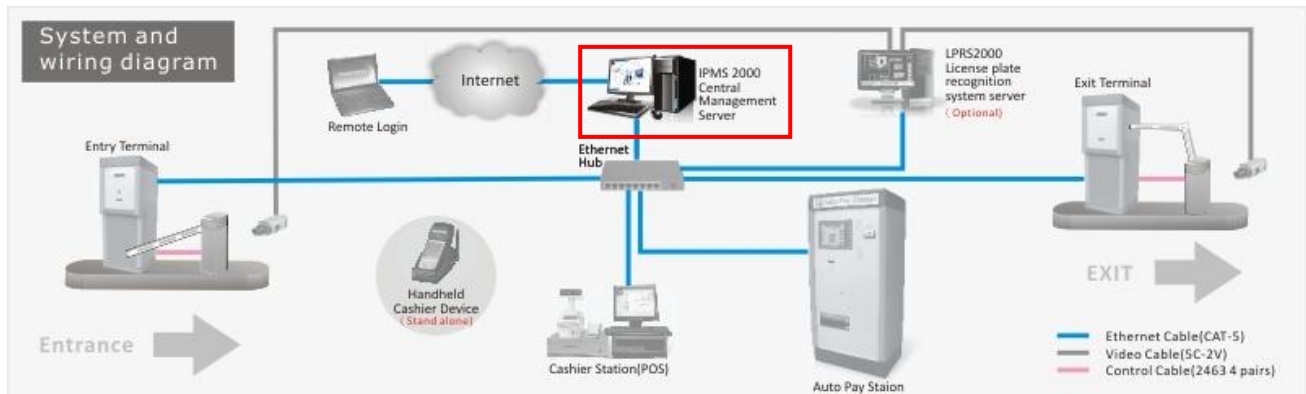 System and
wiring diagram
Internet
Remote Login
IPMS 2000
Central
Management
Server
LPRS2000
License plate
recognition
system server
( Optional)
Exit Terminal
Entry Terminal
Ethernet
Hub
Handheld
Cashier Device
( Stand alone)
Cashier Station(POS)
Auto Pay Staion
Entrance
EXIT
Ethernet Cable(CAT-5)
Video Cable(5C-2V)
Control Cable(2463 4 pairs)